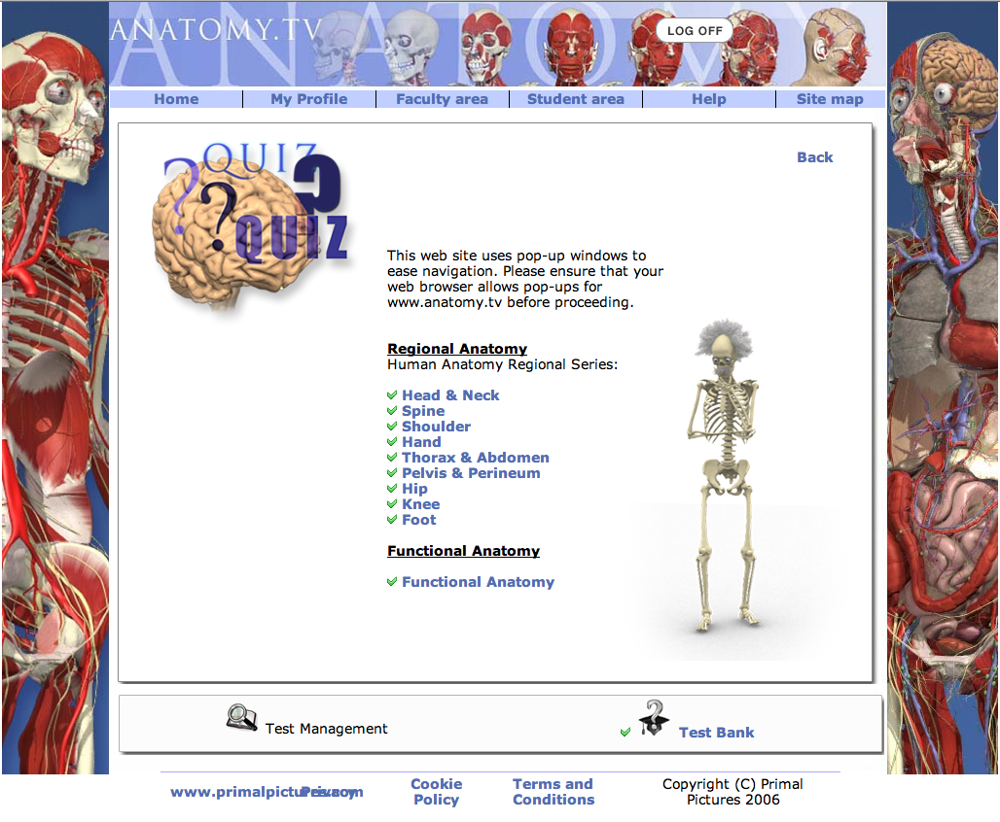 ANATOMY.TV
ANATOMY
LOG OFF
Home
My Profile
Faculty area
Student area
Help
Site map
QUIZ
? ? Q
QUIZ
Back
This web site uses pop-up windows to
ease navigation. Please ensure that your
web browser allows pop-ups for
www.anatomy.tv before proceeding.
Regional Anatomy
Human Anatomy Regional Series:
Head & Neck
Spine
Shoulder
Hand
Thorax & Abdomen
Pelvis & Perineum
Hip
Knee
Foot
Functional Anatomy
Functional Anatomy
Test Management
?
Test Bank
www.primalpictures.com
Privacy
Cookie
Policy
Terms and
Conditions
Copyright (C) Primal
Pictures 2006